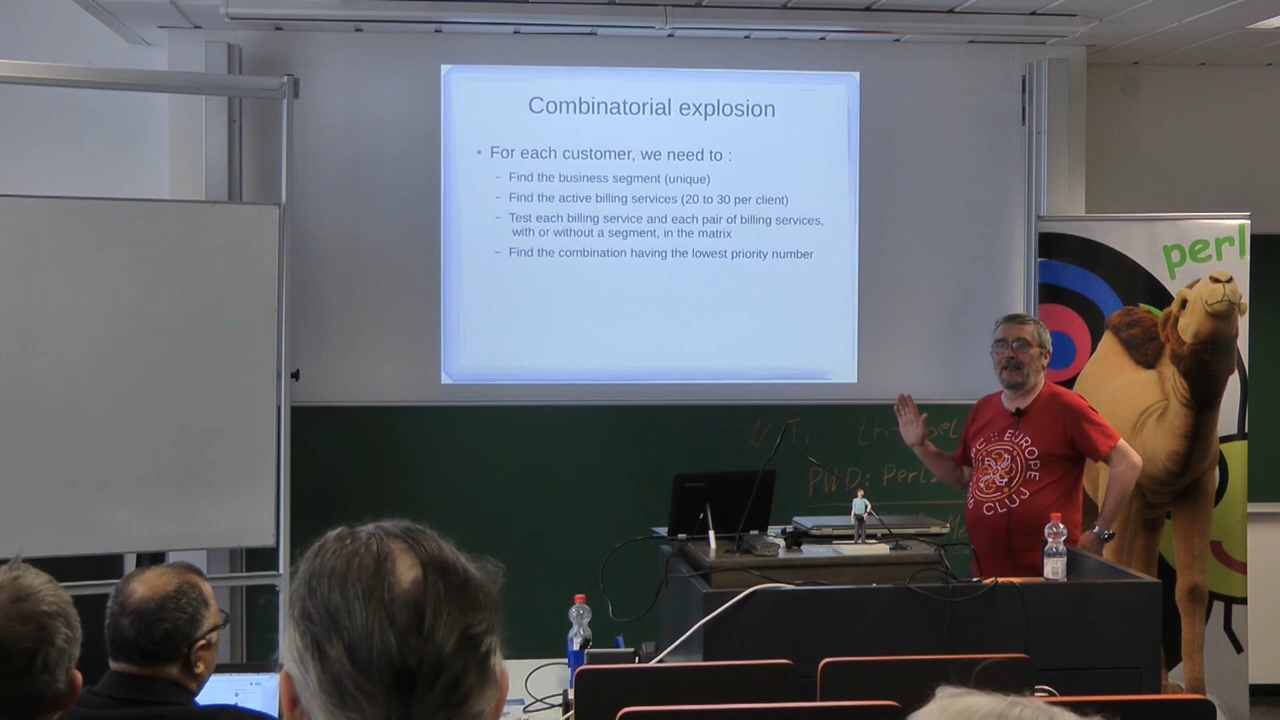 Combinatorial explosion
For each customer, we need to :
– Find the business segment (unique)
– Find the active billing services (20 to 30 per client)
– Test each billing service and each pair of billing services,
with or without a segment, in the matrix
– Find the combination having the lowest priority number
perl
:: EUROPE
CLUJ
PWD: Perl